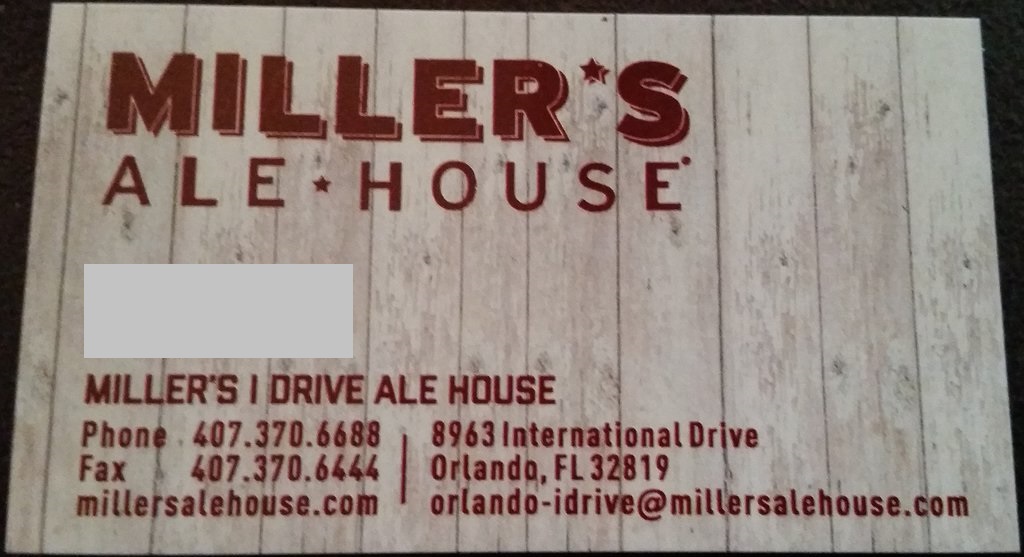 MILLER'S
ALE HOUSE
MILLER'S I DRIVE ALE HOUSE
Phone 407.370.6688
Fax 407.370.6444
millersalehouse.com
8963 International Drive
Orlando, FL 32819
orlando-idrive@millersalehouse.com